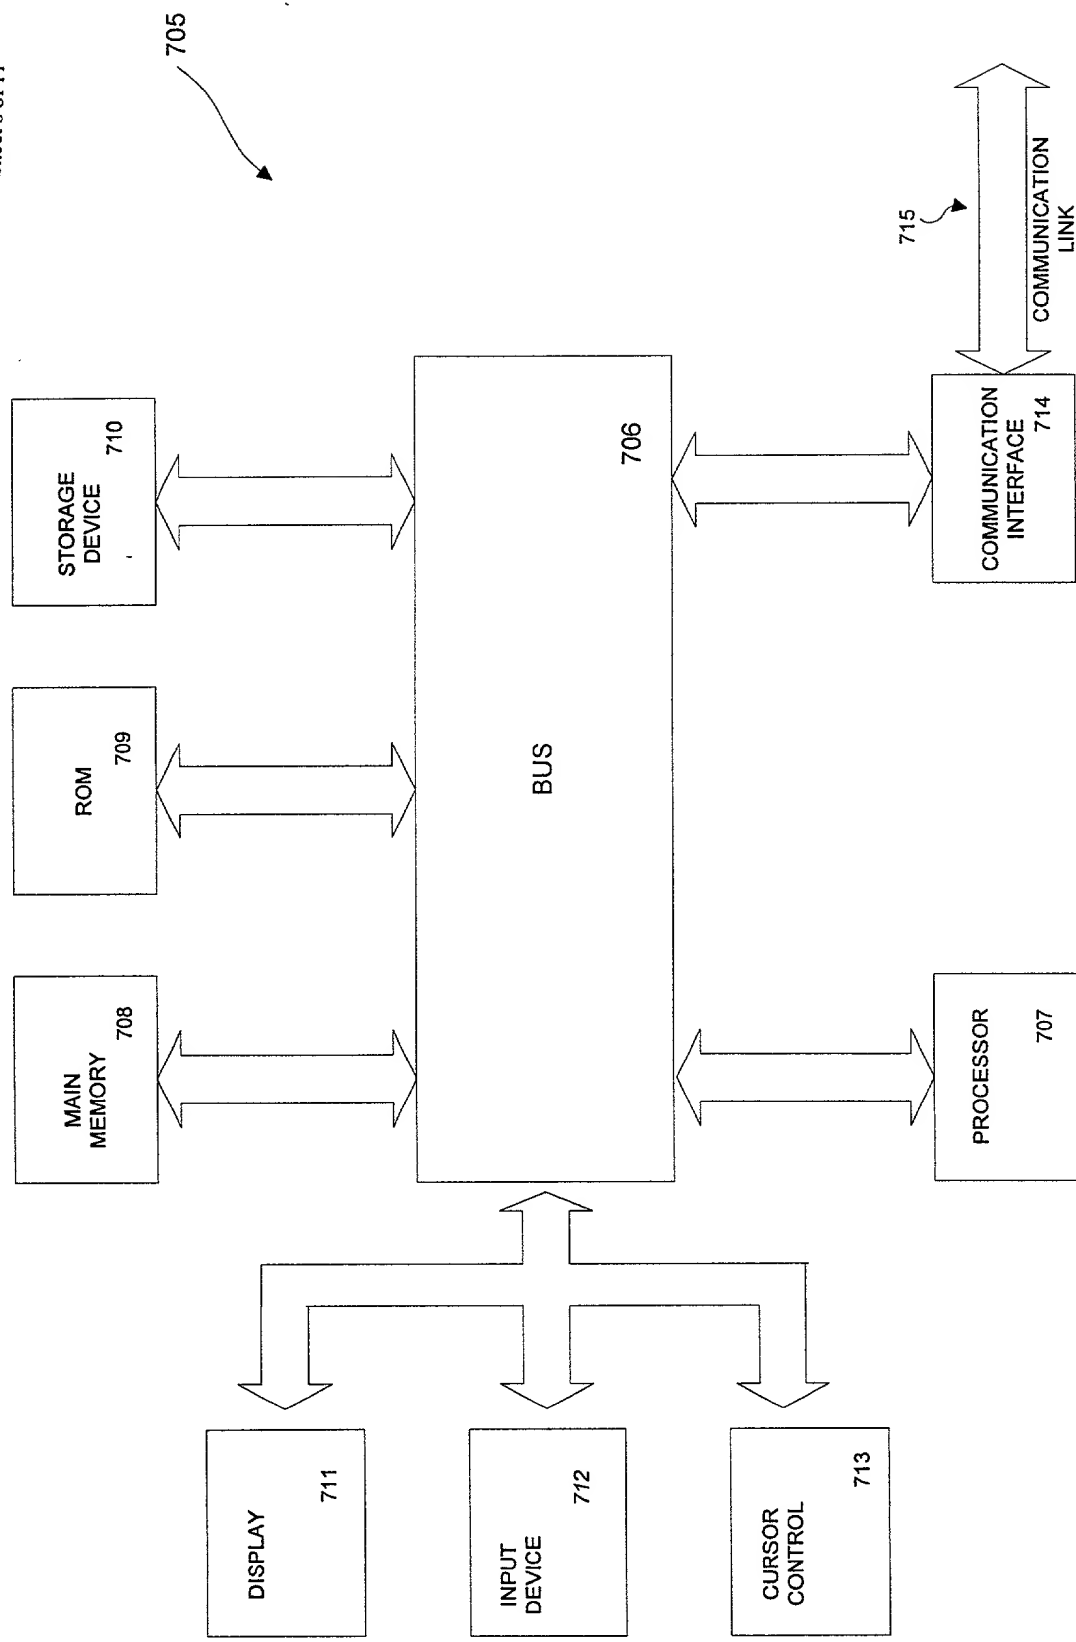 705
MAIN
MEMORY
708
ROM
709
STORAGE
DEVICE
710
DISPLAY
711
INPUT
DEVICE
712
CURSOR
CONTROL
713
BUS
706
PROCESSOR
707
COMMUNICATION
INTERFACE
714
715
COMMUNICATION
LINK